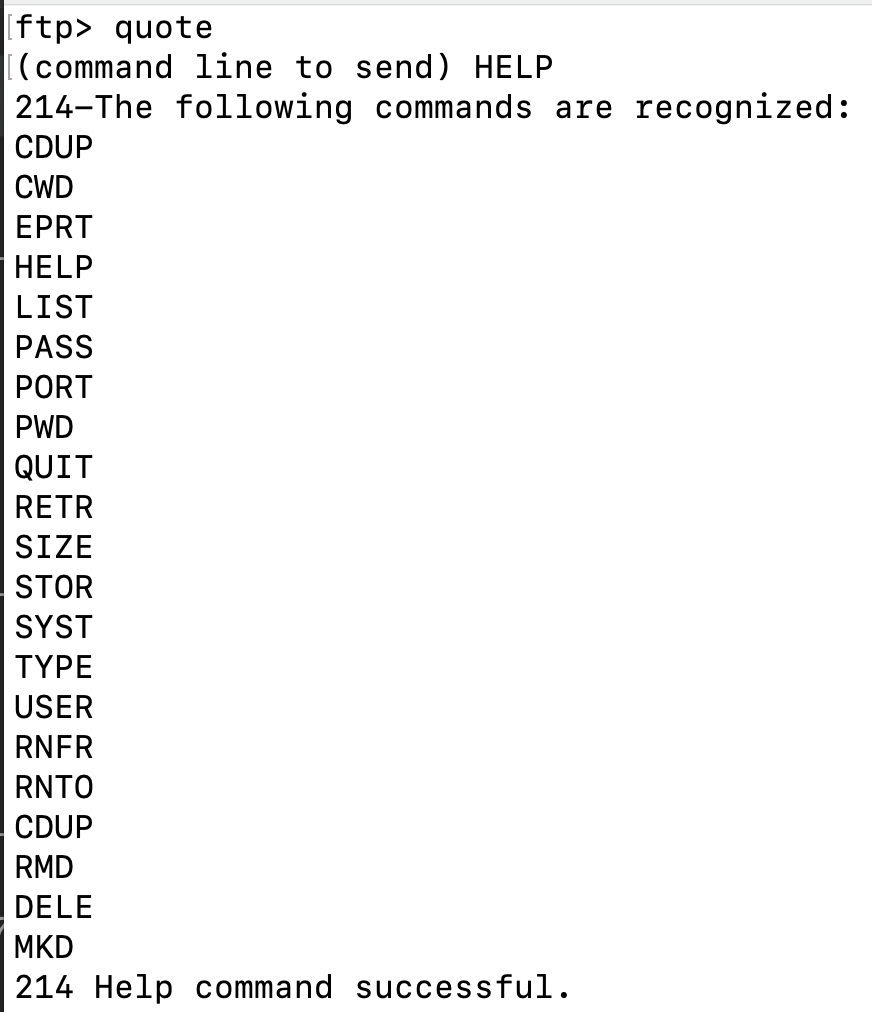 ftp> quote
(command line to send) HELP
214-The following commands are recognized:
CDUP
CWD
EPRT
HELP
LIST
PASS
PORT
PWD
QUIT
RETR
SIZE
STOR
SYST
TYPE
USER
RNFR
RNTO
CDUP
RMD
DELE
MKD
214 Help command successful.